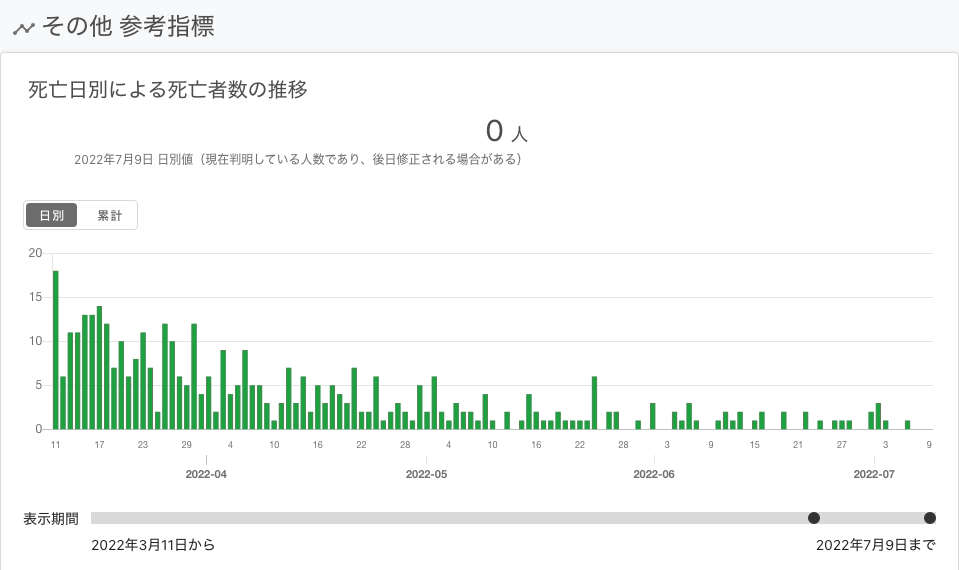 その他 参考指標
死亡日別による死亡者数の推移
0 人
2022年7月9日 日別値（現在判明している人数であり、後日修正される場合がある）
日別 累計
20
15
10
5
0
11 17 23 29 4 10 16 22 28 4 10 16 22 28 3 9 15 21 27 3 9
2022-04 2022-05 2022-06 2022-07
表示期間
2022年3月11日から 2022年7月9日まで